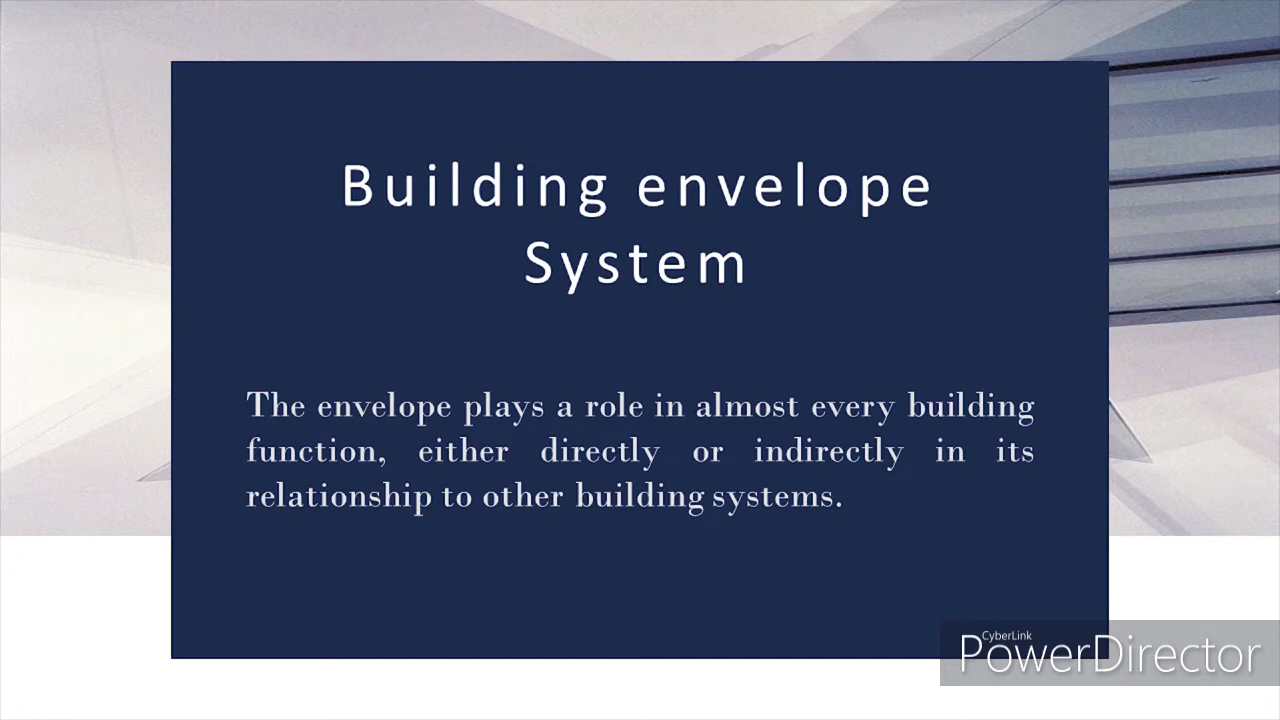 Building envelope
System
The envelope plays a role in almost every building
function, either directly or indirectly in its
relationship to other building systems.
CyberLink
PowerDirector